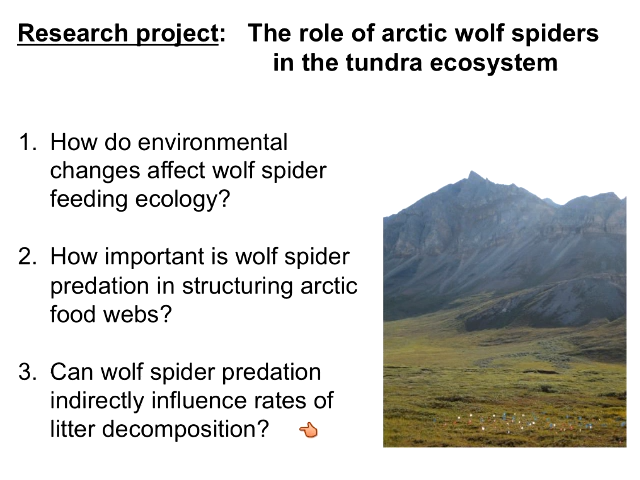 Research project: The role of arctic wolf spiders
in the tundra ecosystem
1. How do environmental
changes affect wolf spider
feeding ecology?
2. How important is wolf spider
predation in structuring arctic
food webs?
3. Can wolf spider predation
indirectly influence rates of
litter decomposition?